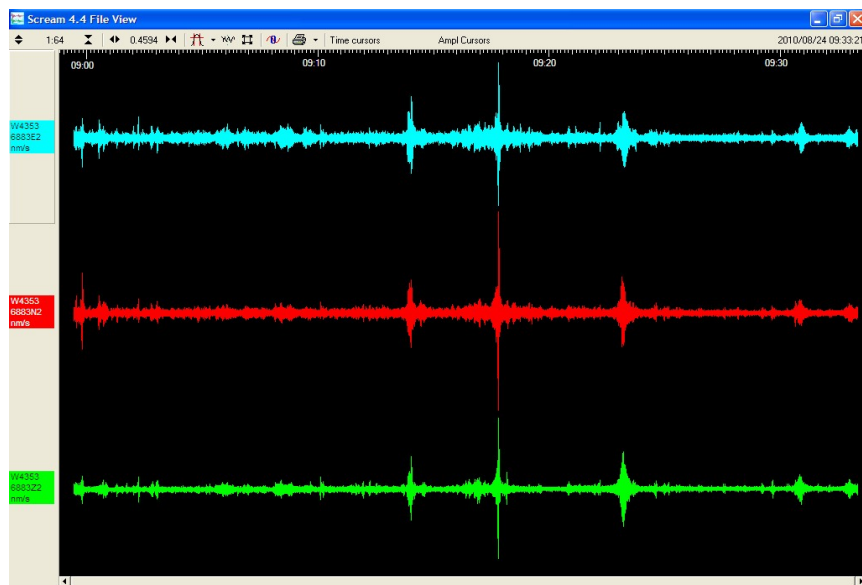 Scream 4.4 File View
1:64 0.4594 Time cursors Ampl Cursors 2010/08/24 09:33:21
09:00 09:10 09:20 09:30
W4353
6883E2
nm/s
W4353
6883N2
nm/s
W4353
6883Z2
nm/s